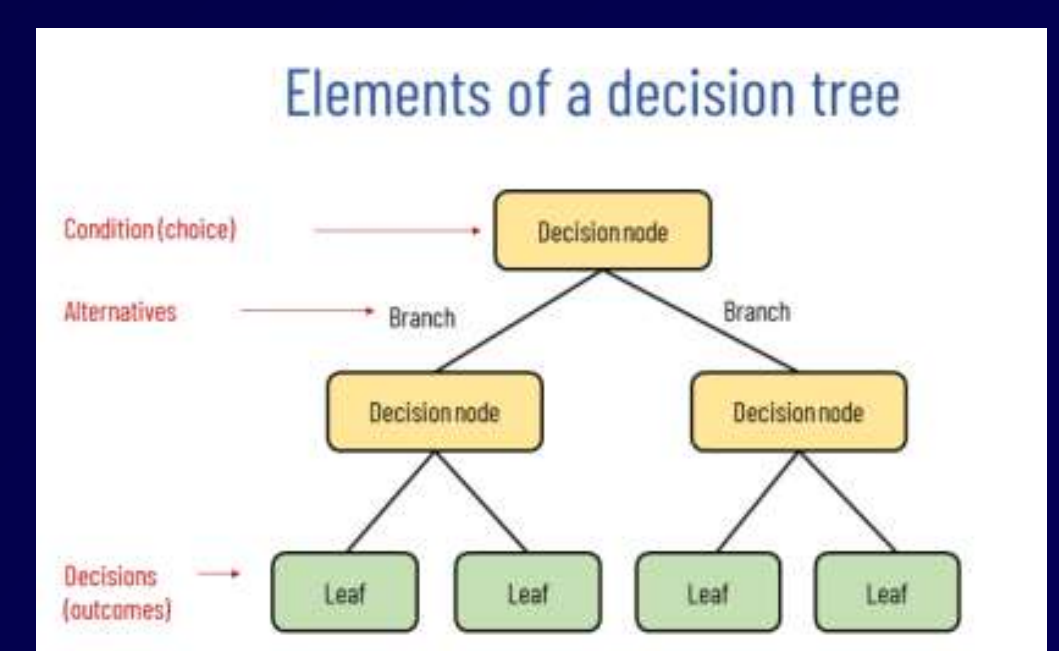 Elements of a decision tree
Condition (choice)
Decision node
Alternatives
Branch
Branch
Decision node
Decision node
Decisions
(outcomes)
Leaf
Leaf
Leaf
Leaf